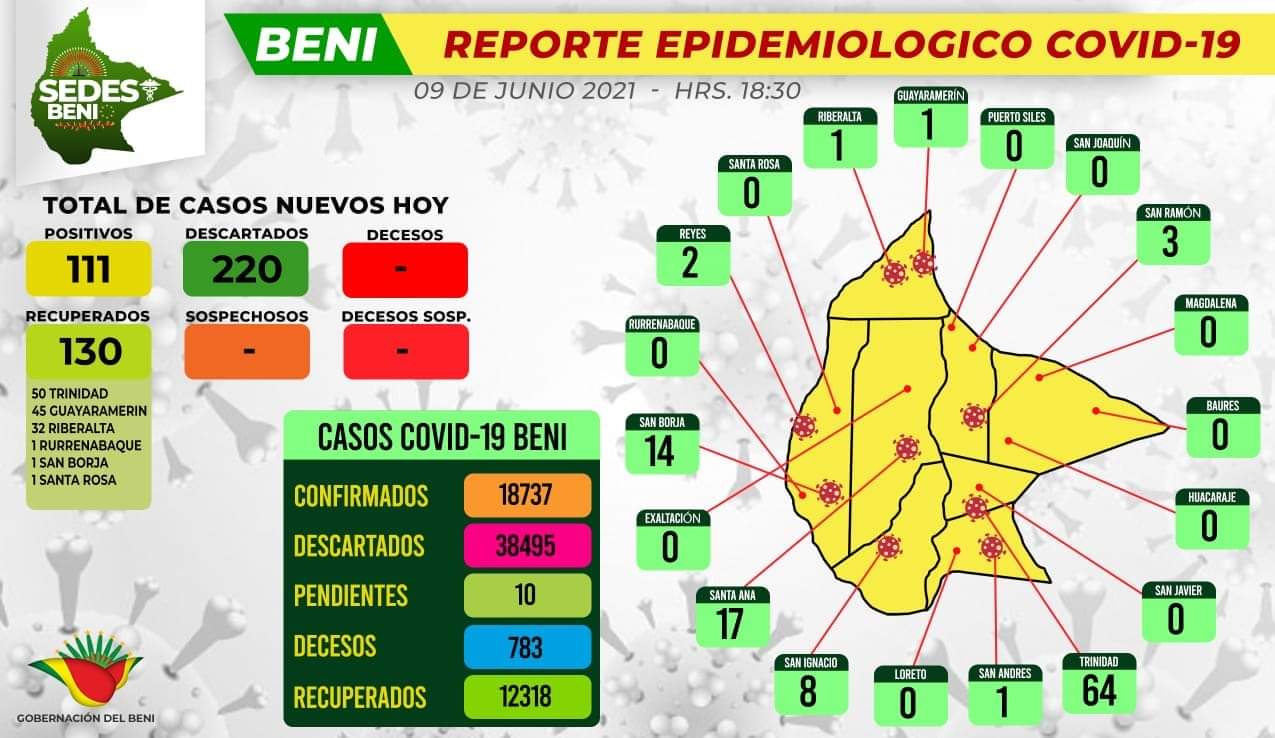 SEDES
BENI
BENI
REPORTE EPIDEMIOLOGICO COVID-19
09 DE JUNIO 2021 - HRS. 18:30
TOTAL DE CASOS NUEVOS HOY
POSITIVOS
111
DESCARTADOS
220
DECESOS
-
RECUPERADOS
130
SOSPECHOSOS
-
DECESOS SOSP.
-
50 TRINIDAD
45 GUAYARAMERIN
32 RIBERALTA
1 RURRENABAQUE
1 SAN BORJA
1 SANTA ROSA
CASOS COVID-19 BENI
CONFIRMADOS 18737
DESCARTADOS 38495
PENDIENTES 10
DECESOS 783
RECUPERADOS 12318
GOBERNACIÓN DEL BENI
RIBERALTA
1
GUAYARAMERÍN
1
PUERTO SILES
0
SAN JOAQUÍN
0
SANTA ROSA
0
SAN RAMÓN
3
REYES
2
MAGDALENA
0
RURRENABAQUE
0
BAURES
0
SAN BORJA
14
HUACARAJE
0
EXALTACIÓN
0
SAN JAVIER
0
SANTA ANA
17
SAN IGNACIO
8
LORETO
0
SAN ANDRES
1
TRINIDAD
64